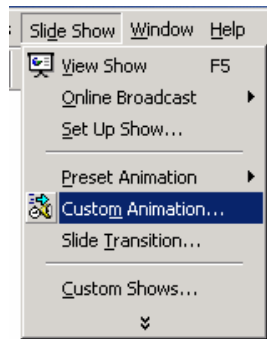 Slide Show Window Help
View Show F5
Online Broadcast
Set Up Show...
Preset Animation
Custom Animation...
Slide Transition...
Custom Shows...